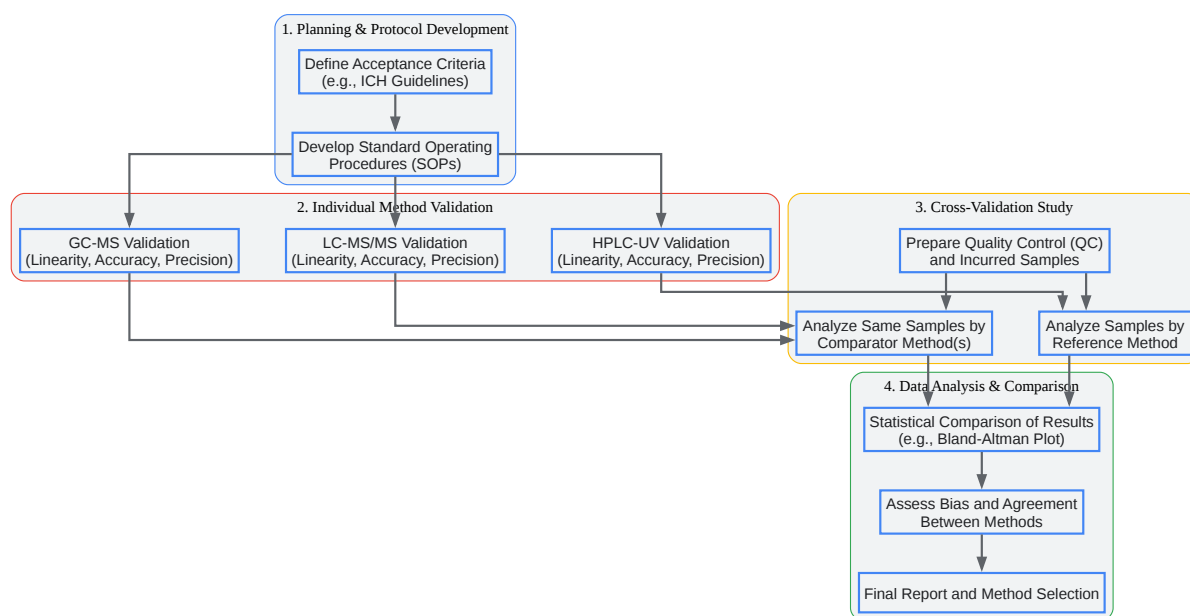 1. Planning & Protocol Development
Define Acceptance Criteria
(e.g., ICH Guidelines)
Develop Standard Operating
Procedures (SOPs)
2. Individual Method Validation
GC-MS Validation
(Linearity, Accuracy, Precision)
LC-MS/MS Validation
(Linearity, Accuracy, Precision)
HPLC-UV Validation
(Linearity, Accuracy, Precision)
3. Cross-Validation Study
Prepare Quality Control (QC)
and Incurred Samples
Analyze Same Samples by
Comparator Method(s)
Analyze Samples by
Reference Method
4. Data Analysis & Comparison
Statistical Comparison of Results
(e.g., Bland-Altman Plot)
Assess Bias and Agreement
Between Methods
Final Report and Method Selection